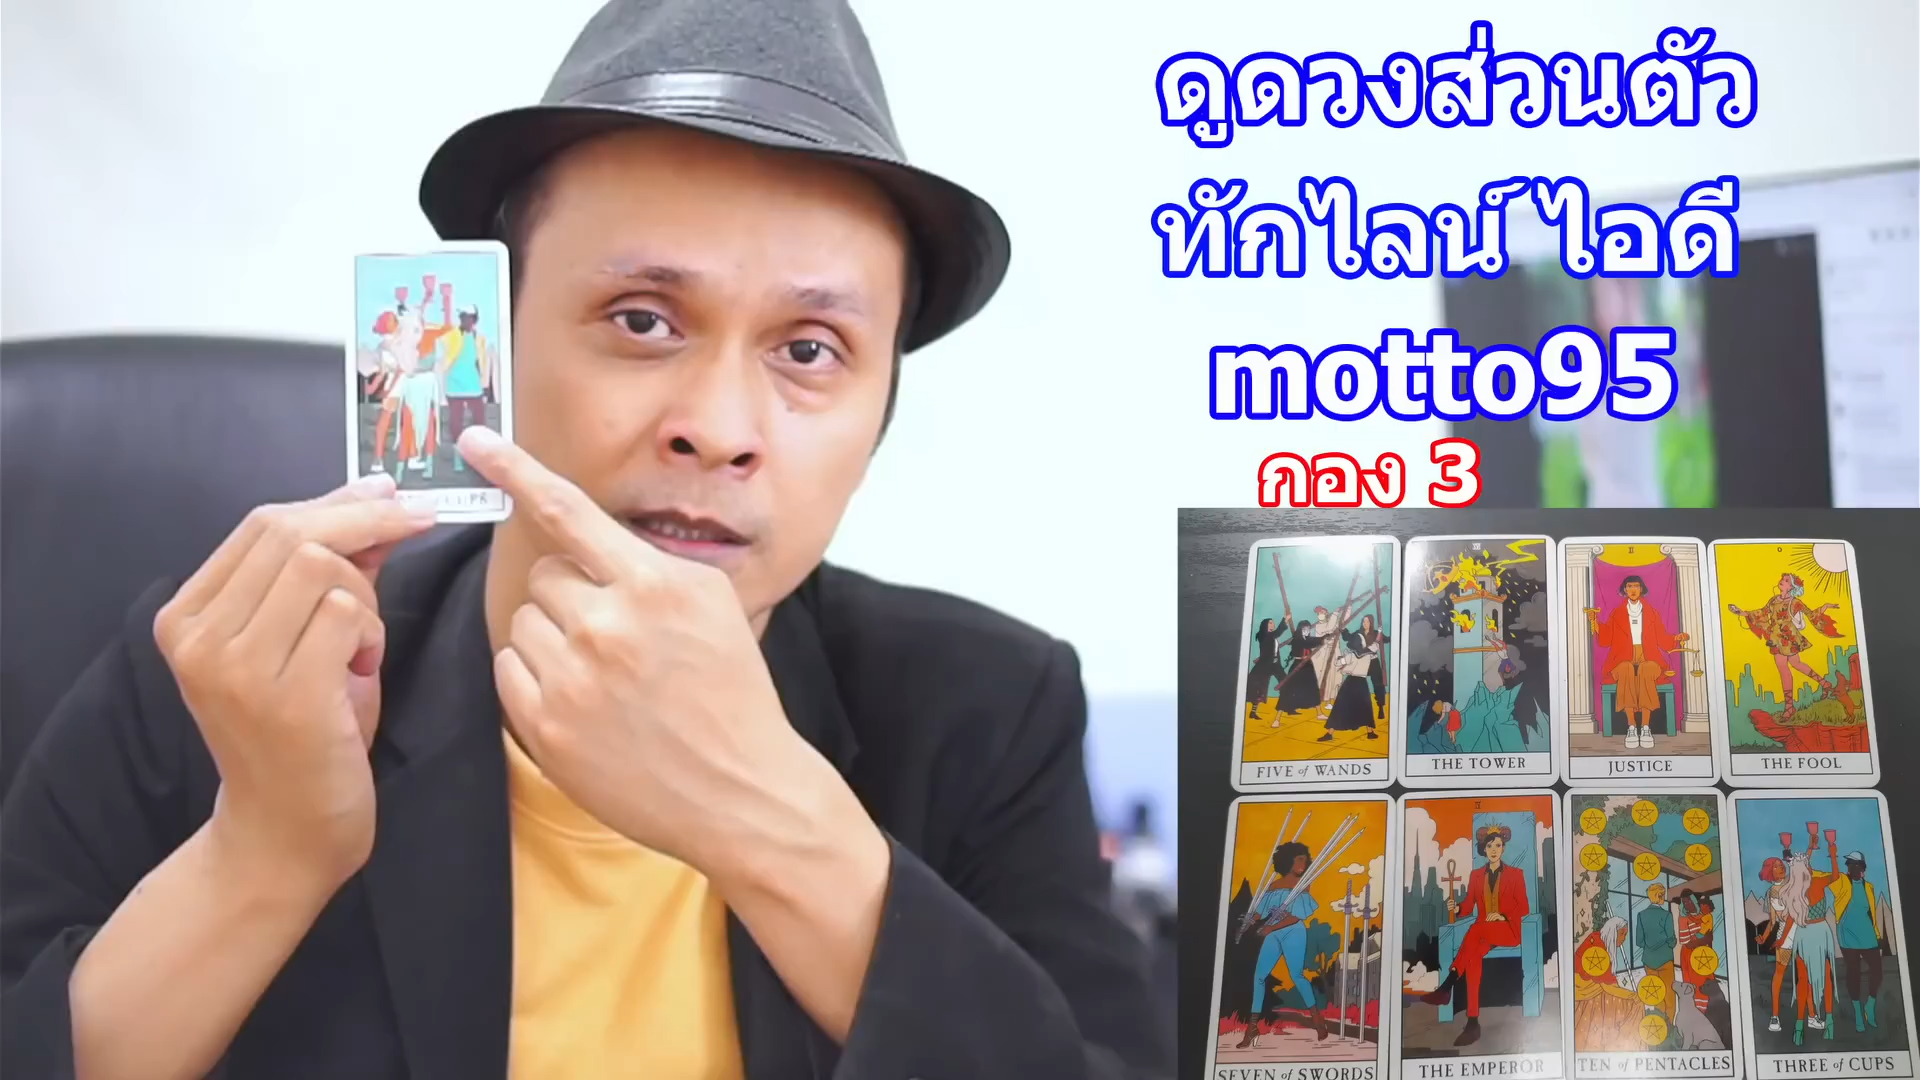 ดูดวงส่วนตัว
ทักไลน์ ไอดี
motto95
กอง 3
FIVE of WANDS
THE TOWER
JUSTICE
THE FOOL
SEVEN of SWORDS
THE EMPEROR
TEN of PENTACLES
THREE of CUPS